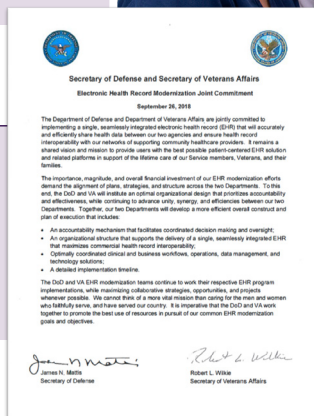 Secretary of Defense and Secretary of Veterans Affairs
Electronic Health Record Modernization Joint Commitment
September 26, 2018
The Department of Defense and Department of Veterans Affairs are jointly committed to
implementing a single, seamlessly integrated electronic health record (EHR) that will accurately
and efficiently share health data between our two agencies and ensure health record
interoperability with our networks of supporting community healthcare providers. It remains a
shared vision and mission to provide users with the best possible patient-centered EHR solution
and related platforms in support of the lifetime care of our Service members, Veterans, and their
families.
The importance, magnitude, and overall financial investment of our EHR modernization efforts
demand the alignment of plans, strategies, and structure across the two Departments. To this
end, the DoD and VA will institute an optimal organizational design that prioritizes accountability
and effectiveness, while continuing to advance unity, synergy, and efficiencies between our two
Departments. Together, our two Departments will develop a more efficient overall construct and
plan of execution that includes:
• An accountability mechanism that facilitates coordinated decision making and oversight;
• An organizational structure that supports the delivery of a single, seamlessly integrated EHR
that maximizes commercial health record interoperability;
• Optimally coordinated clinical and business workflows, operations, data management, and
technology solutions;
• A detailed implementation timeline.
The DoD and VA EHR modernization teams continue to work their respective EHR program
implementations, while maximizing collaborative strategies, opportunities, and projects
whenever possible. We cannot think of a more vital mission than caring for the men and women
who faithfully serve, and have served our country. It is imperative that the DoD and VA work
together to promote the best use of resources in pursuit of our common EHR modernization
goals and objectives.
James N. Mattis
Secretary of Defense
Robert L. Wilkie
Robert L. Wilkie
Secretary of Veterans Affairs